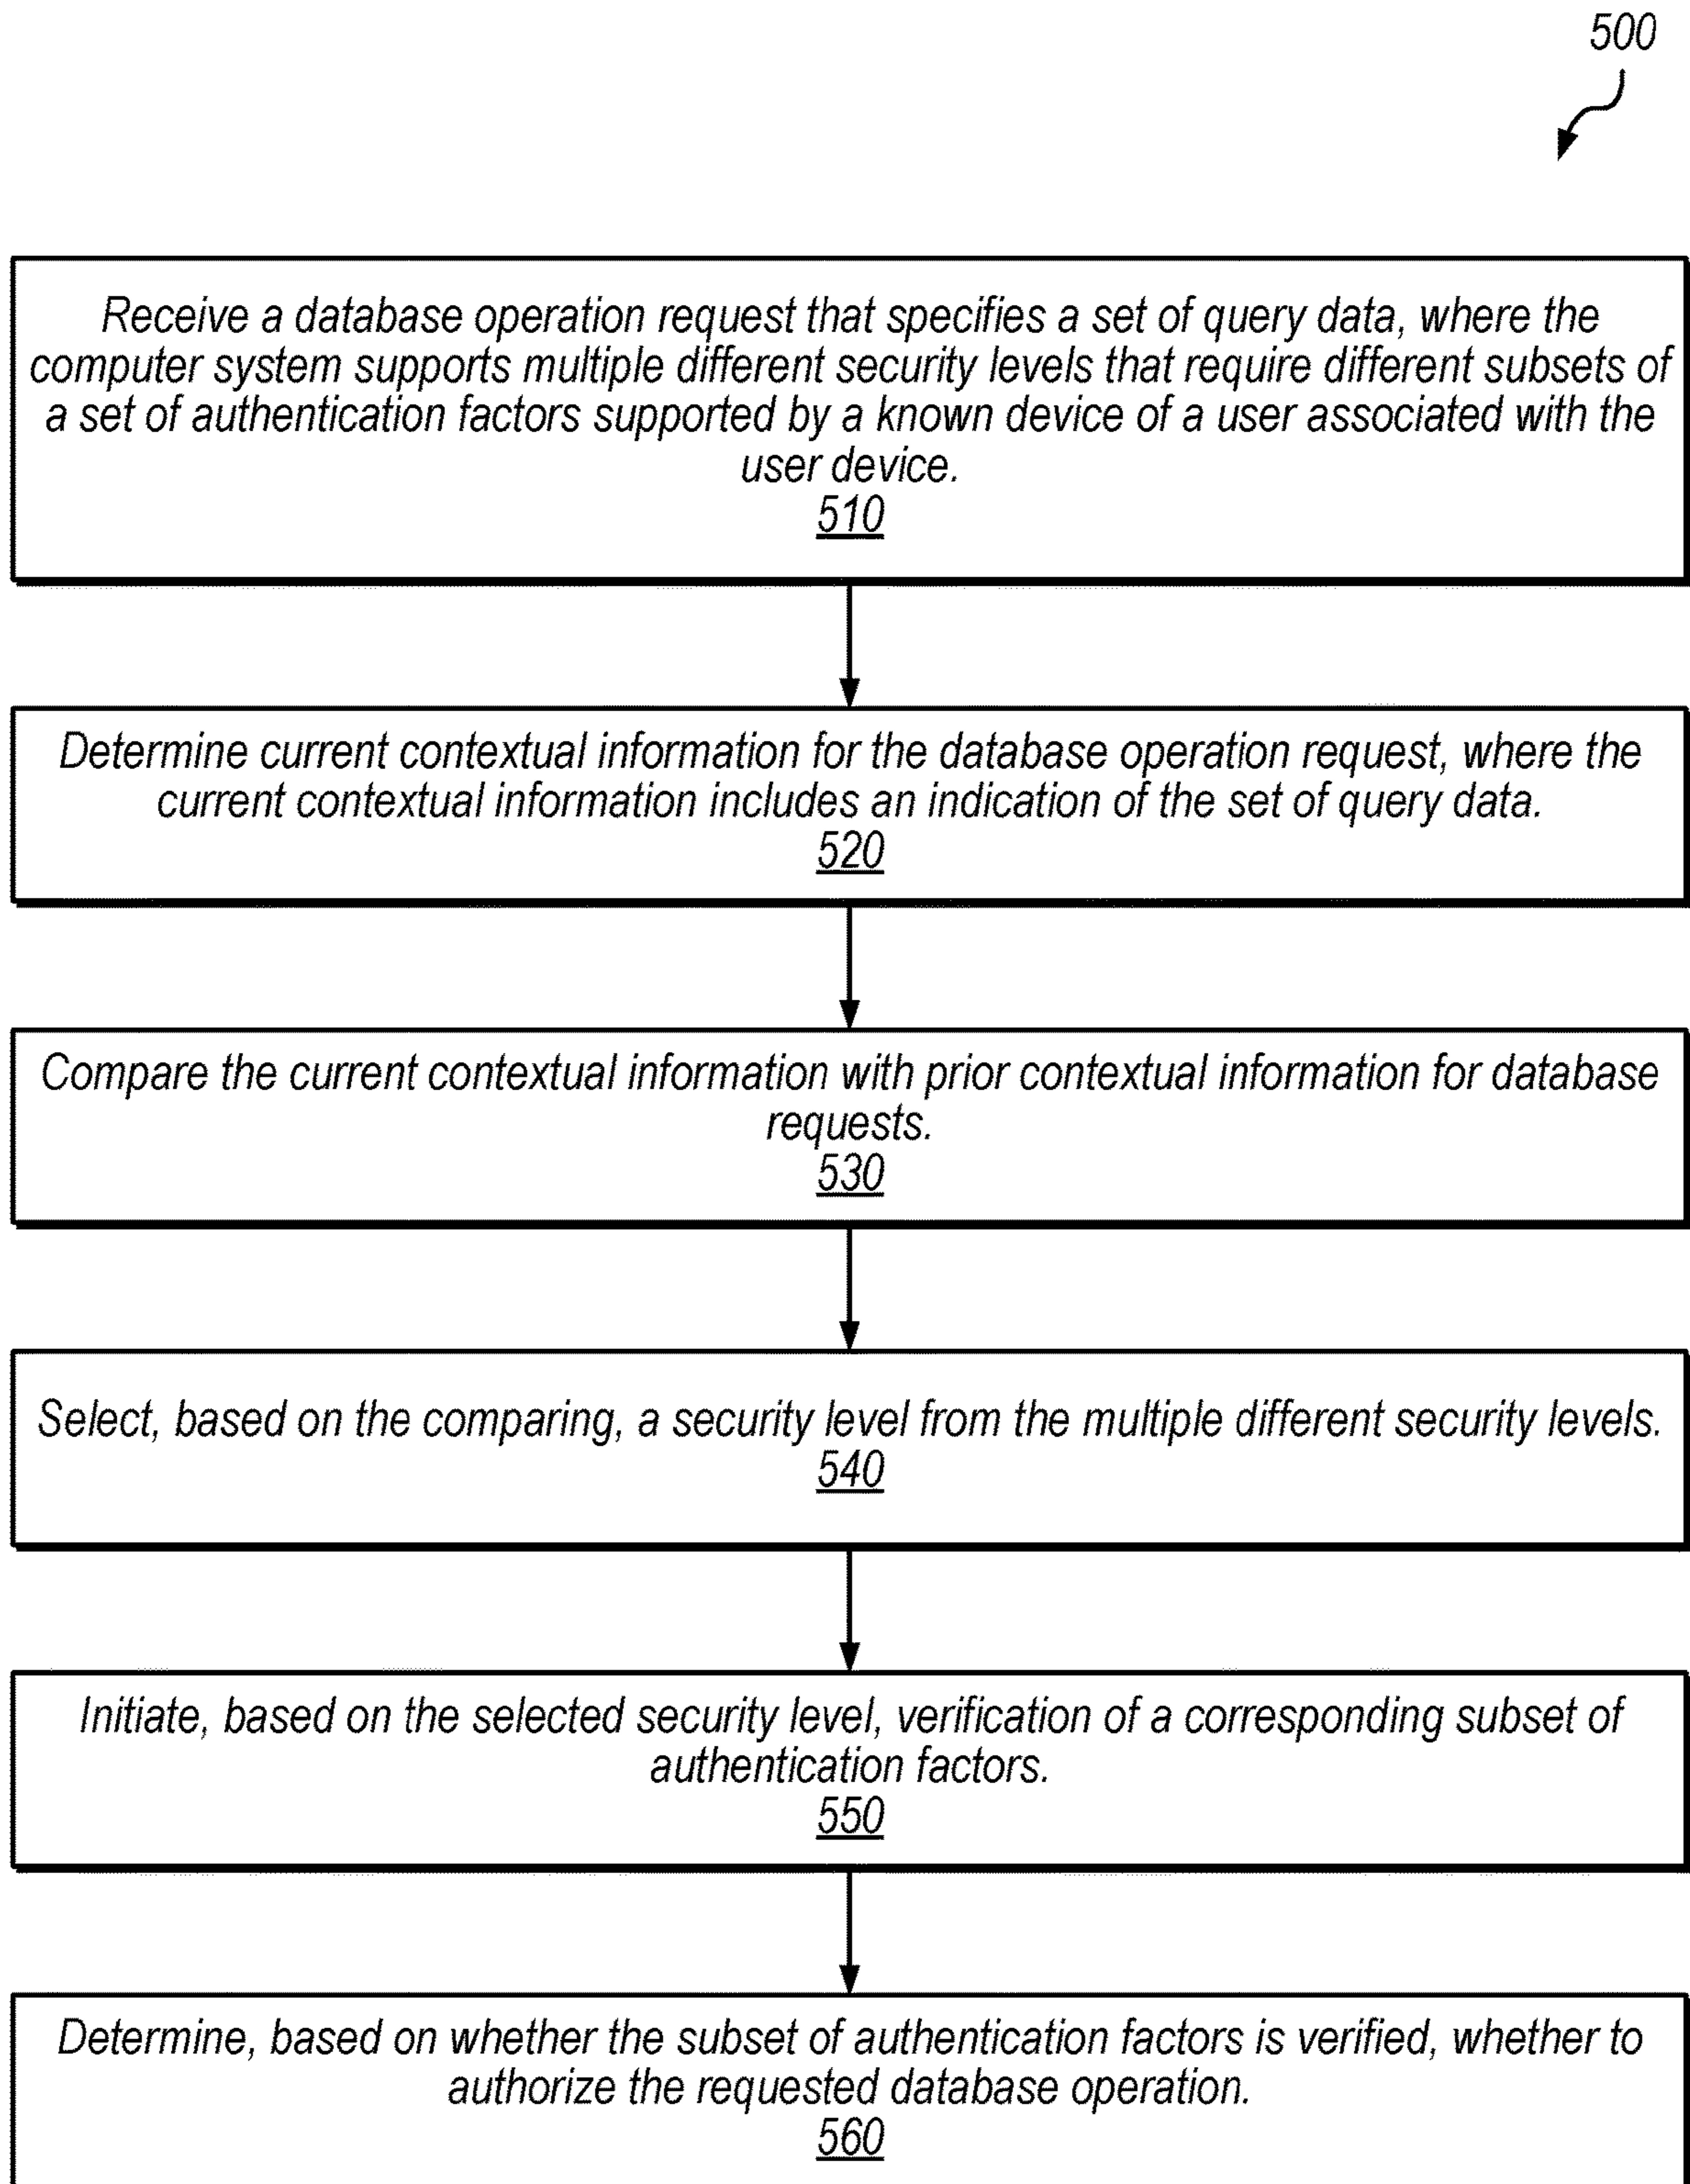 500
Receive a database operation request that specifies a set of query data, where the
computer system supports multiple different security levels that require different subsets of
a set of authentication factors supported by a known device of a user associated with the
user device.
510
Determine current contextual information for the database operation request, where the
current contextual information includes an indication of the set of query data.
520
Compare the current contextual information with prior contextual information for database
requests.
530
Select, based on the comparing, a security level from the multiple different security levels.
540
Initiate, based on the selected security level, verification of a corresponding subset of
authentication factors.
550
Determine, based on whether the subset of authentication factors is verified, whether to
authorize the requested database operation.
560